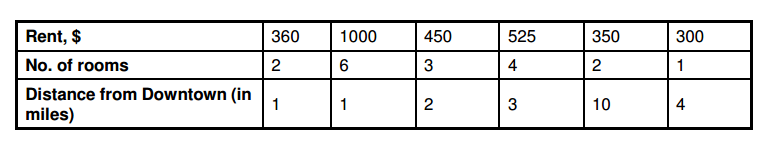 Rent, $ 360 1000 450 525 350 300
No. of rooms 2 6 3 4 2 1
Distance from Downtown (in
miles) 1 1 2 3 10 4